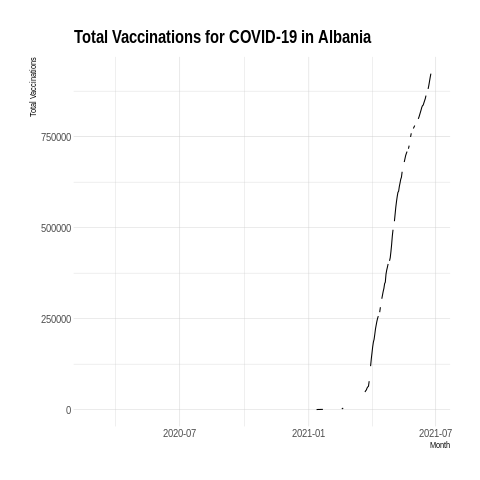 Total Vaccinations for COVID-19 in Albania
Total Vaccinations
750000
500000
250000
0
2020-07
2021-01
2021-07
Month